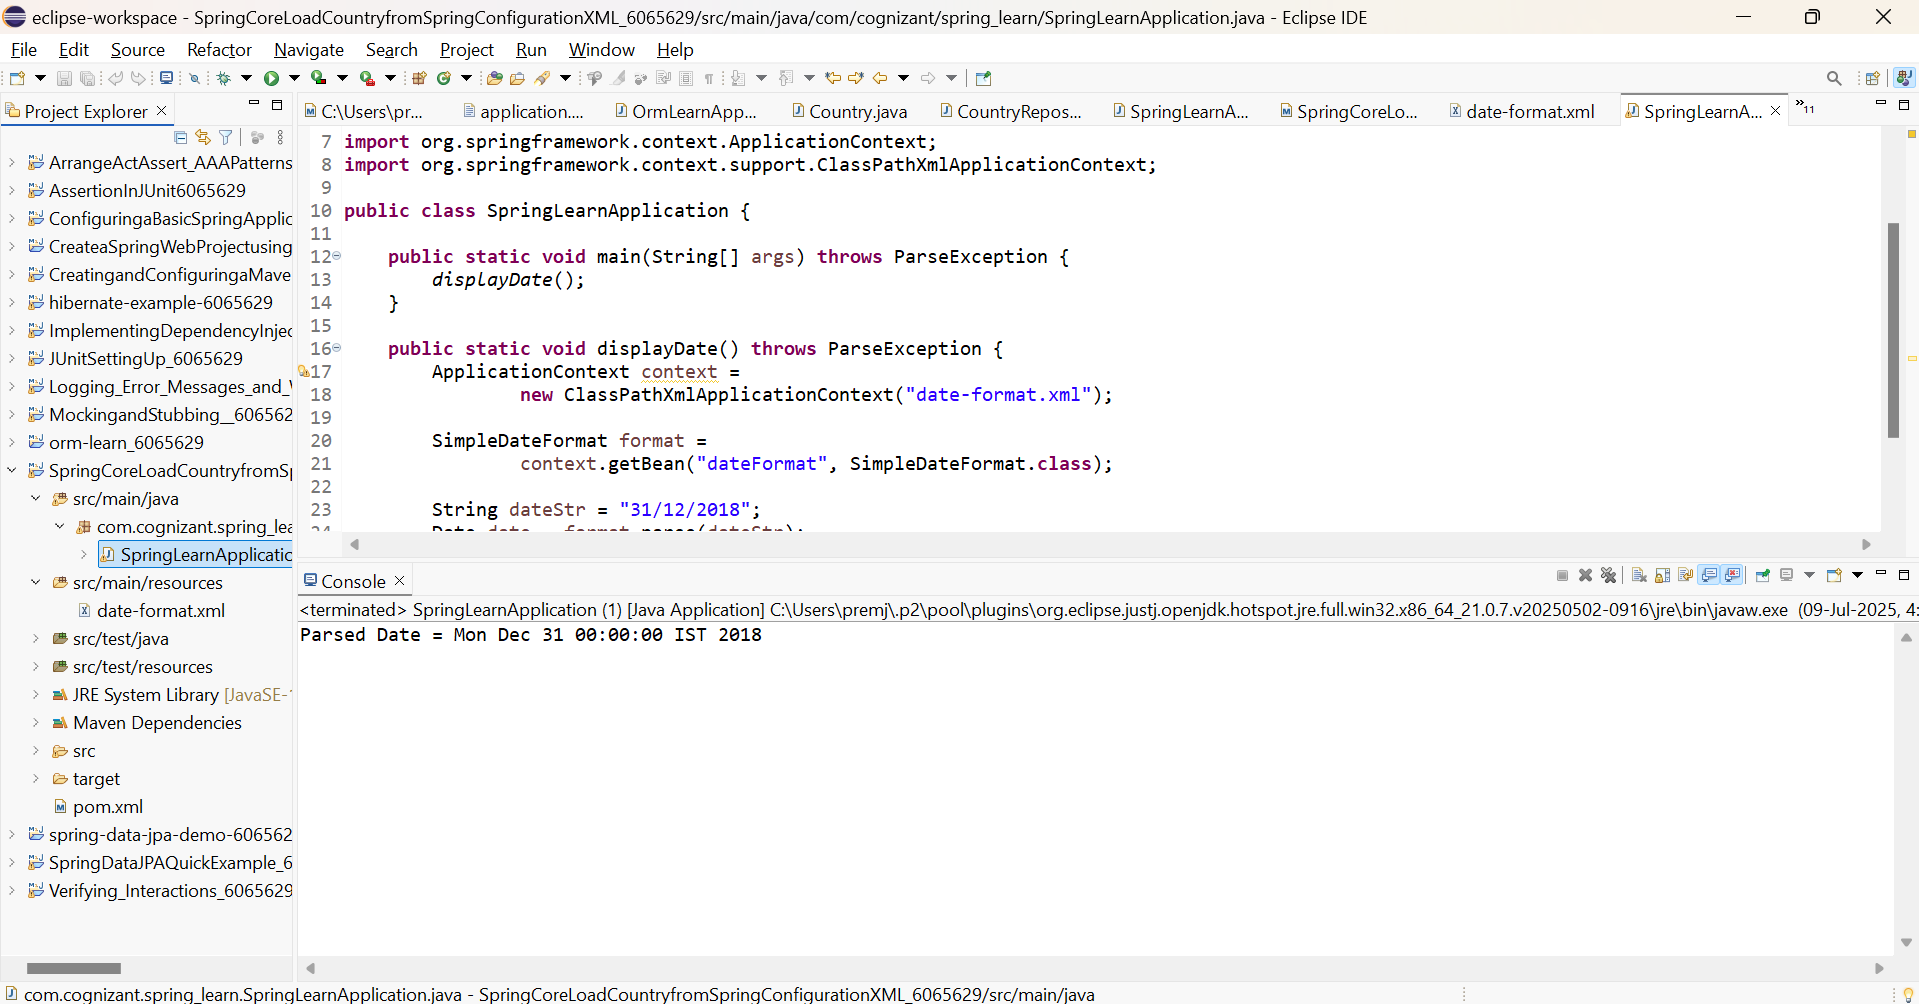 eclipse-workspace - SpringCoreLoadCountryfromSpringConfigurationXML_6065629/src/main/java/com/cognizant/spring_learn/SpringLearnApplication.java - Eclipse IDE
File Edit Source Refactor Navigate Search Project Run Window Help
Project Explorer
ArrangeActAssert_AAAPatterns
AssertionInJUnit6065629
ConfiguringaBasicSpringApplic
CreateaSpringWebProjectusing
CreatingandConfiguringaMave
hibernate-example-6065629
ImplementingDependencyInjec
JUnitSettingUp_6065629
Logging_Error_Messages_and_
MockingandStubbing__606562
orm-learn_6065629
SpringCoreLoadCountryfromSp
src/main/java
com.cognizant.spring_lea
SpringLearnApplicatic
src/main/resources
date-format.xml
src/test/java
src/test/resources
JRE System Library [JavaSE-
Maven Dependencies
src
target
pom.xml
spring-data-jpa-demo-606562
SpringDataJPAQuickExample_6
Verifying_Interactions_6065629
C:\Users\pr... application.... OrmLearnApp... Country.java CountryRepos... SpringLearnA... SpringCoreLo... date-format.xml SpringLearnA... »11
7 import org.springframework.context.ApplicationContext;
8 import org.springframework.context.support.ClassPathXmlApplicationContext;
9
10 public class SpringLearnApplication {
11
12 public static void main(String[] args) throws ParseException {
13 displayDate();
14 }
15
16 public static void displayDate() throws ParseException {
17 ApplicationContext context =
18 new ClassPathXmlApplicationContext("date-format.xml");
19
20 SimpleDateFormat format =
21 context.getBean("dateFormat", SimpleDateFormat.class);
22
23 String dateStr = "31/12/2018";
24 Date date = format.parse(dateStr);
Console
<terminated> SpringLearnApplication (1) [Java Application] C:\Users\premj\.p2\pool\plugins\org.eclipse.justj.openjdk.hotspot.jre.full.win32.x86_64_21.0.7.v20250502-0916\jre\bin\javaw.exe (09-Jul-2025, 4:
Parsed Date = Mon Dec 31 00:00:00 IST 2018
com.cognizant.spring_learn.SpringLearnApplication.java - SpringCoreLoadCountryfromSpringConfigurationXML_6065629/src/main/java